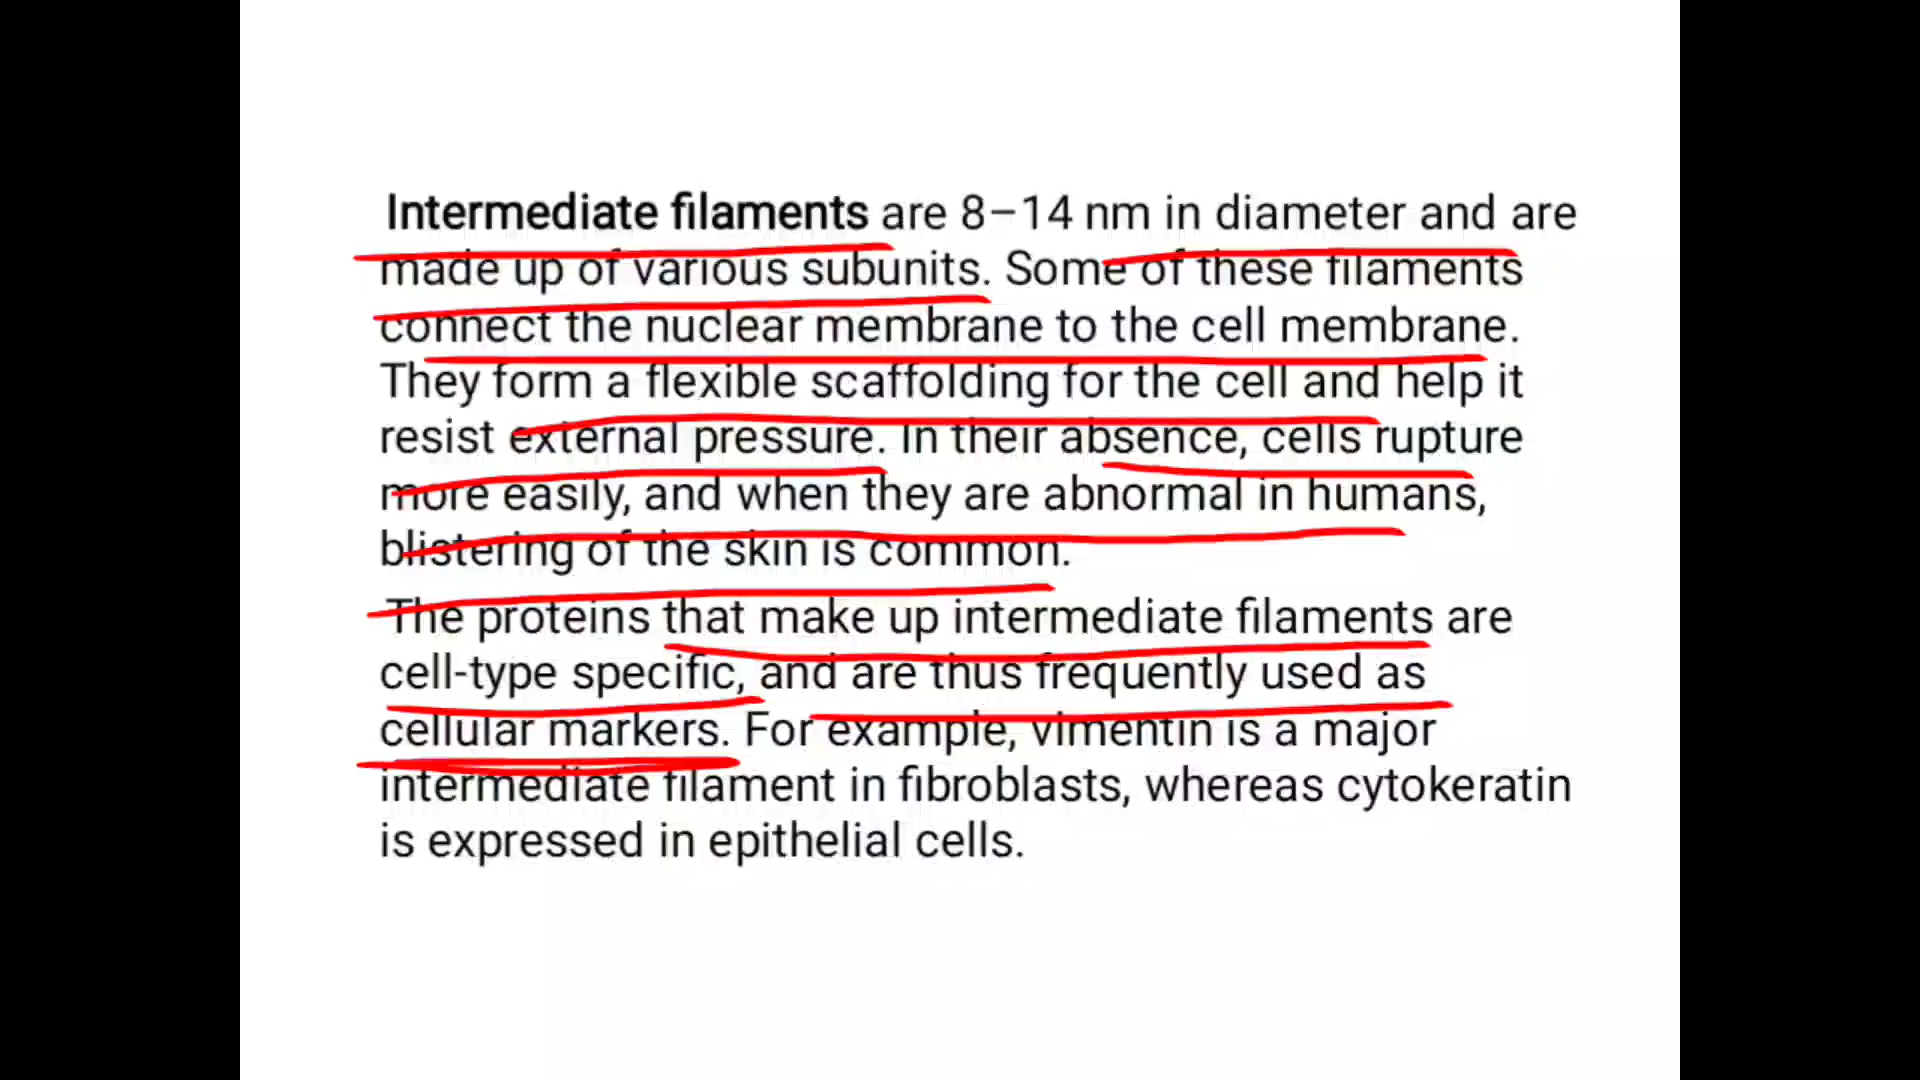 Intermediate filaments are 8–14 nm in diameter and are
made up of various subunits. Some of these filaments
connect the nuclear membrane to the cell membrane.
They form a flexible scaffolding for the cell and help it
resist external pressure. In their absence, cells rupture
more easily, and when they are abnormal in humans,
blistering of the skin is common.
The proteins that make up intermediate filaments are
cell-type specific, and are thus frequently used as
cellular markers. For example, vimentin is a major
intermediate filament in fibroblasts, whereas cytokeratin
is expressed in epithelial cells.